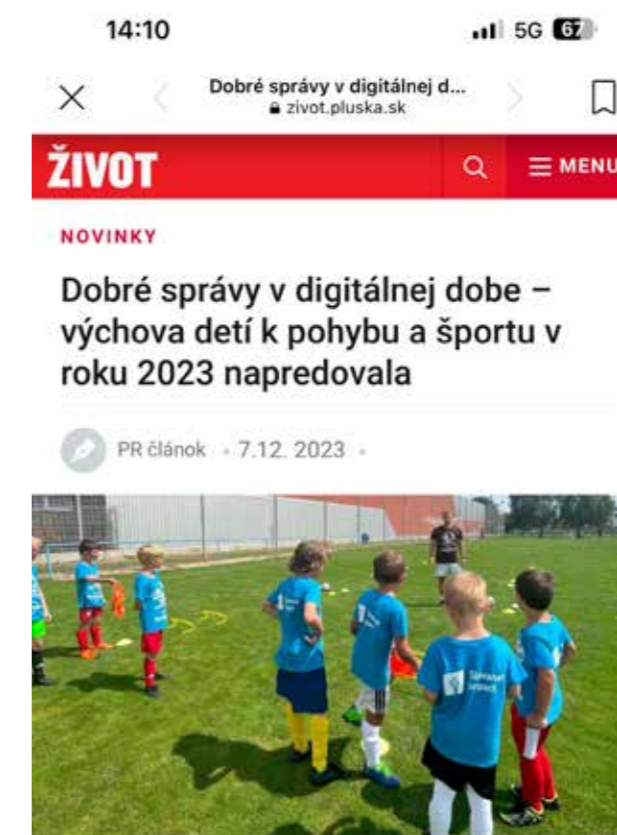 14:10
5G 67
Dobré správy v digitálnej d...
zivot.pluska.sk
ŽIVOT
MENU
NOVINKY
Dobré správy v digitálnej dobe –
výchova detí k pohybu a športu v
roku 2023 napredovala
PR článok • 7.12. 2023 •